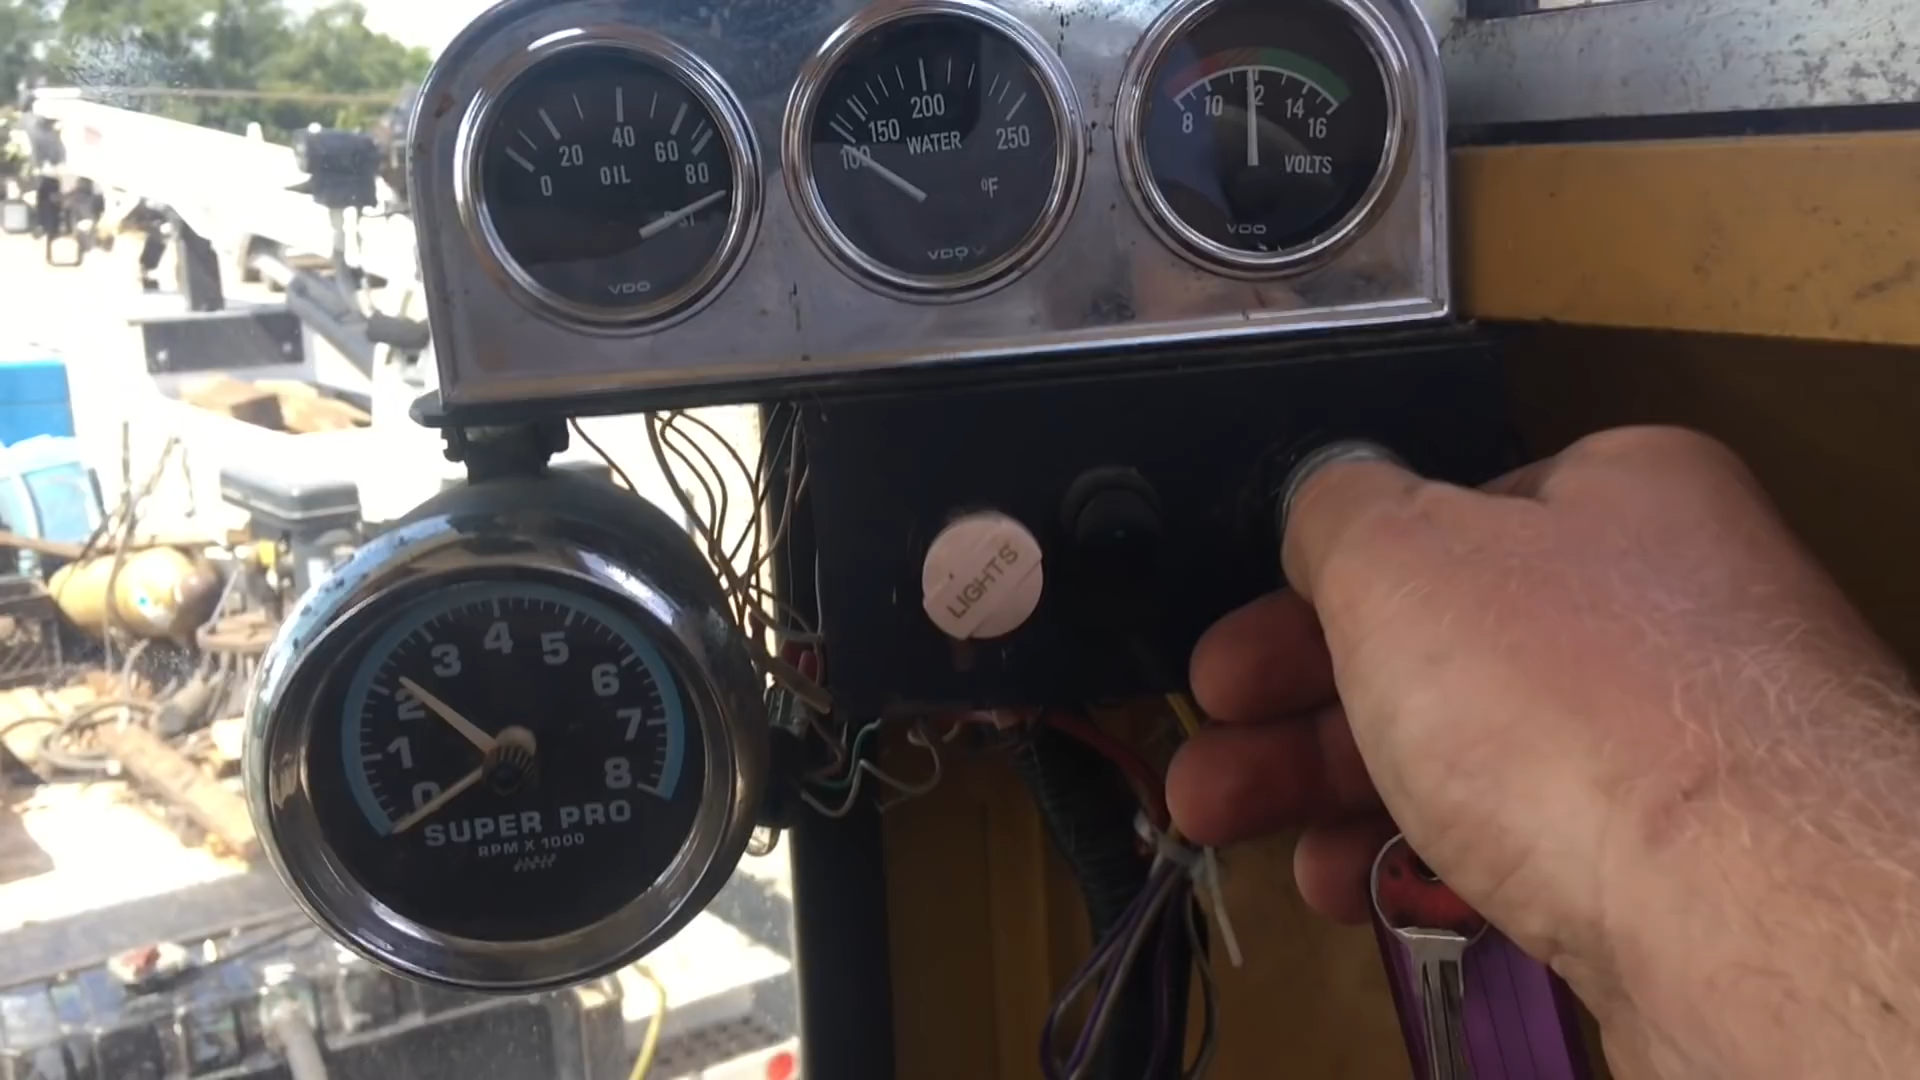 0 20 40 60 80
OIL
PSI
VDO
100 150 200 250
WATER
°F
VDO
8 10 12 14 16
VOLTS
VDO
LIGHTS
0 1 2 3 4 5 6 7 8
SUPER PRO
RPM X 1000